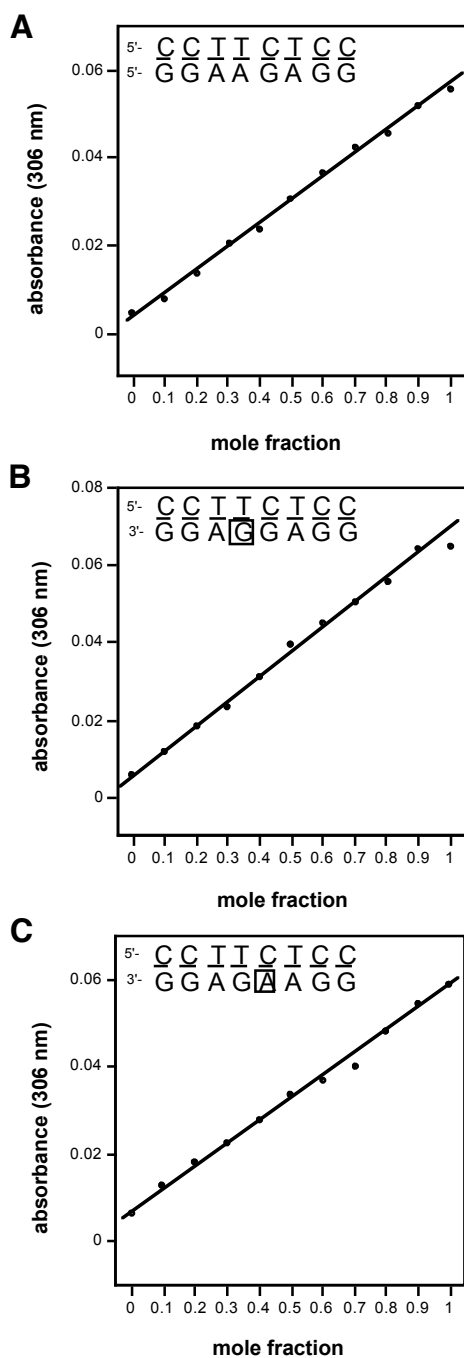 A
5'- C C T T C T C C
5'- G G A A G A G G
0.06
0.04
0.02
0
absorbance (306 nm)
0 0.1 0.2 0.3 0.4 0.5 0.6 0.7 0.8 0.9 1
mole fraction
B
5'- C C T T C T C C
3'- G G A G G A G G
0.08
0.06
0.04
0.02
0
absorbance (306 nm)
0 0.1 0.2 0.3 0.4 0.5 0.6 0.7 0.8 0.9 1
mole fraction
C
5'- C C T T C T C C
3'- G G A G A A G G
0.06
0.04
0.02
0
absorbance (306 nm)
0 0.1 0.2 0.3 0.4 0.5 0.6 0.7 0.8 0.9 1
mole fraction